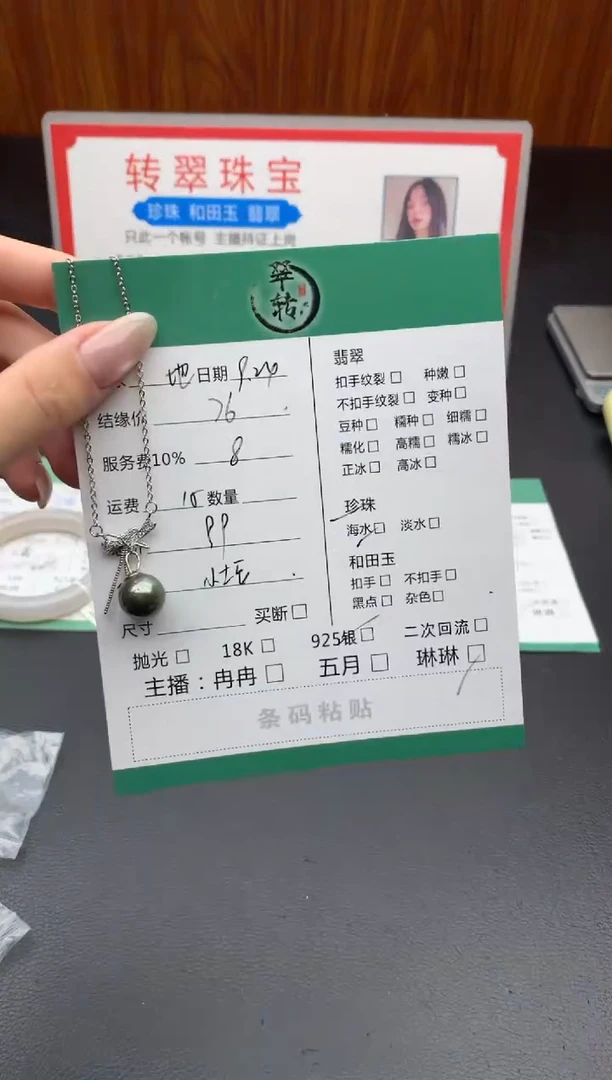 转翠珠宝
珍珠 和田玉 翡翠
只此一个帐号 主播持证上岗
翠转
地 日期 9.24
结缘价 76
服务费10% 8
运费 数量
尺寸 买断
抛光 18K 925银 二次回流
主播：冉冉 五月 琳琳
条码粘贴
翡翠
扣手纹裂 种嫩
不扣手纹裂 变种
豆种 糯种 细糯
糯化 高糯 糯冰
正冰 高冰
珍珠
海水 淡水
和田玉
扣手 不扣手
黑点 杂色